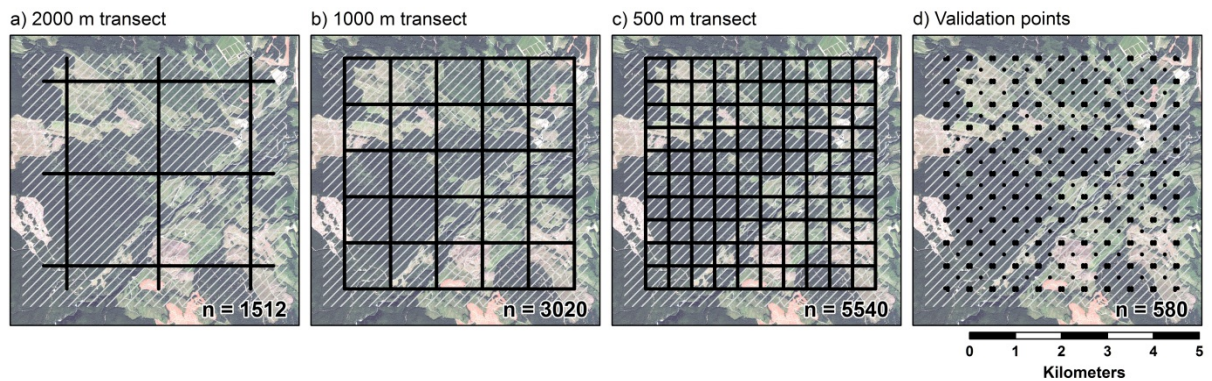 a) 2000 m transect
b) 1000 m transect
c) 500 m transect
d) Validation points
n = 1512
n = 3020
n = 5540
n = 580
0 1 2 3 4 5
Kilometers